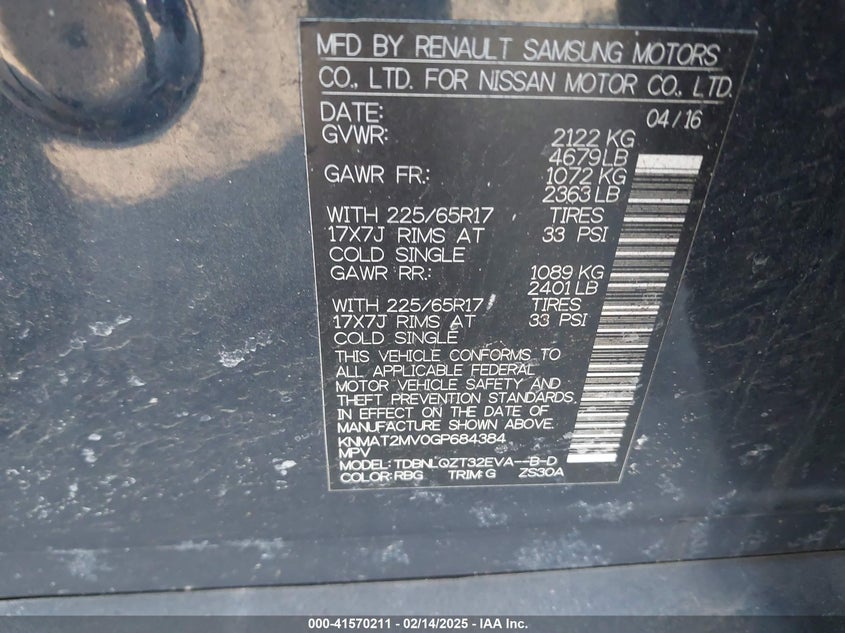 MFD BY RENAULT SAMSUNG MOTORS
CO., LTD. FOR NISSAN MOTOR CO., LTD.
DATE: 04/16
GVWR: 2122 KG
4679LB
GAWR FR.: 1072 KG
2363 LB
WITH 225/65R17 TIRES
17X7J RIMS AT 33 PSI
COLD SINGLE
GAWR RR.: 1089 KG
2401 LB
WITH 225/65R17 TIRES
17X7J RIMS AT 33 PSI
COLD SINGLE
THIS VEHICLE CONFORMS TO
ALL APPLICABLE FEDERAL
MOTOR VEHICLE SAFETY AND
THEFT PREVENTION STANDARDS.
IN EFFECT ON THE DATE OF
MANUFACTURE SHOWN ABOVE.
KNMAT2MV0GP684384
MPV
MODEL: TDBNLQZT32EVA--B-D
COLOR: RBG TRIM: G ZS30A
000-41570211 - 02/14/2025 - IAA Inc.